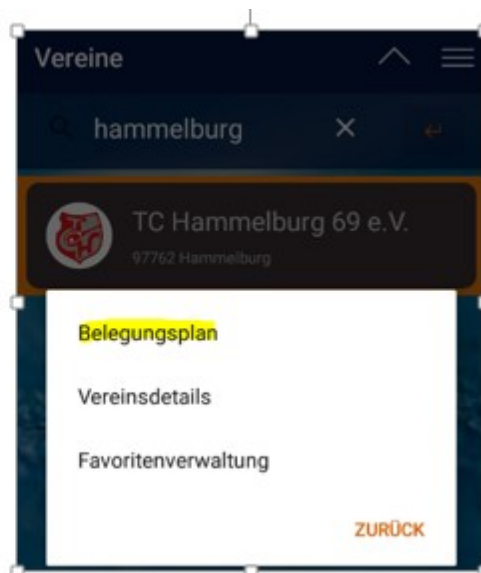 Vereine
hammelburg
TC Hammelburg 69 e.V.
97762 Hammelburg
Belegungsplan
Vereinsdetails
Favoritenverwaltung
ZURÜCK